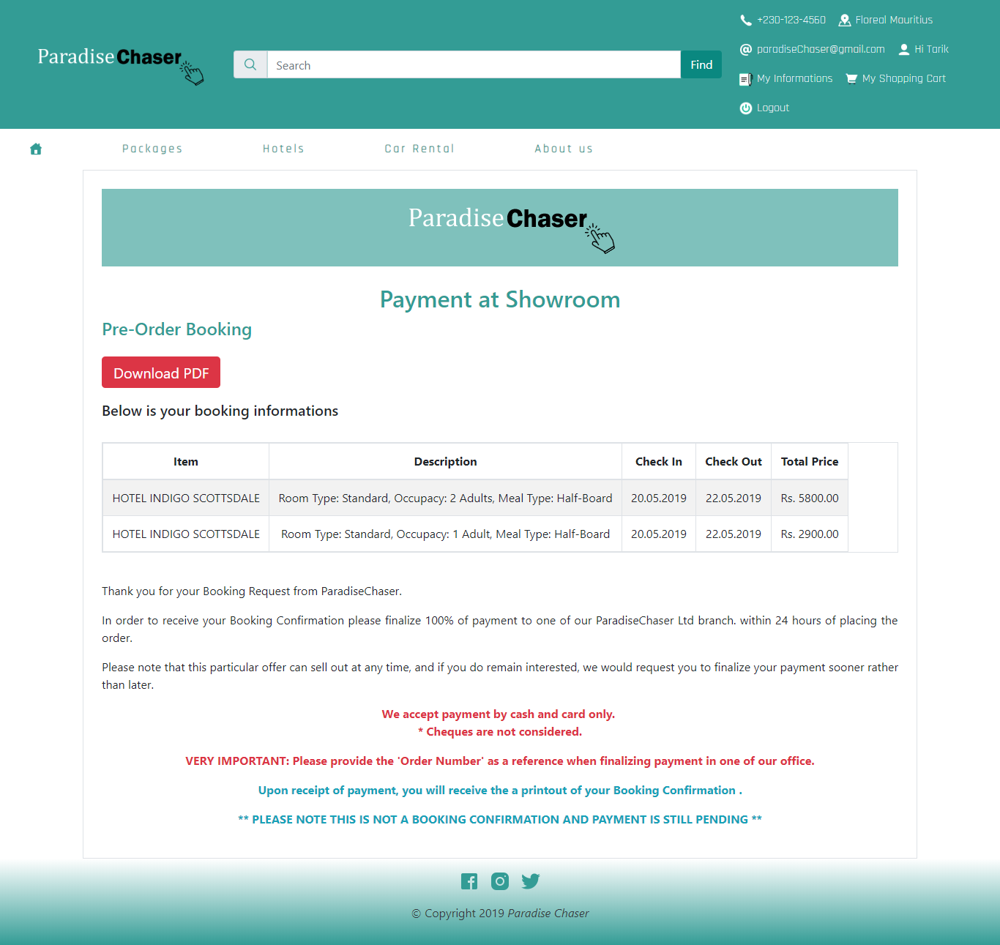 ParadiseChaser
Search
Find
+230-123-4560 Floreal Mauritius
paradiseChaser@gmail.com Hi Tarik
My Informations My Shopping Cart
Logout
Packages Hotels Car Rental About us
ParadiseChaser
Payment at Showroom
Pre-Order Booking
Download PDF
Below is your booking informations
Item Description Check In Check Out Total Price
HOTEL INDIGO SCOTTSDALE Room Type: Standard, Occupacy: 2 Adults, Meal Type: Half-Board 20.05.2019 22.05.2019 Rs. 5800.00
HOTEL INDIGO SCOTTSDALE Room Type: Standard, Occupacy: 1 Adult, Meal Type: Half-Board 20.05.2019 22.05.2019 Rs. 2900.00
Thank you for your Booking Request from ParadiseChaser.
In order to receive your Booking Confirmation please finalize 100% of payment to one of our ParadiseChaser Ltd branch. within 24 hours of placing the
order.
Please note that this particular offer can sell out at any time, and if you do remain interested, we would request you to finalize your payment sooner rather
than later.
We accept payment by cash and card only.
* Cheques are not considered.
VERY IMPORTANT: Please provide the 'Order Number' as a reference when finalizing payment in one of our office.
Upon receipt of payment, you will receive the a printout of your Booking Confirmation .
** PLEASE NOTE THIS IS NOT A BOOKING CONFIRMATION AND PAYMENT IS STILL PENDING **
© Copyright 2019 Paradise Chaser